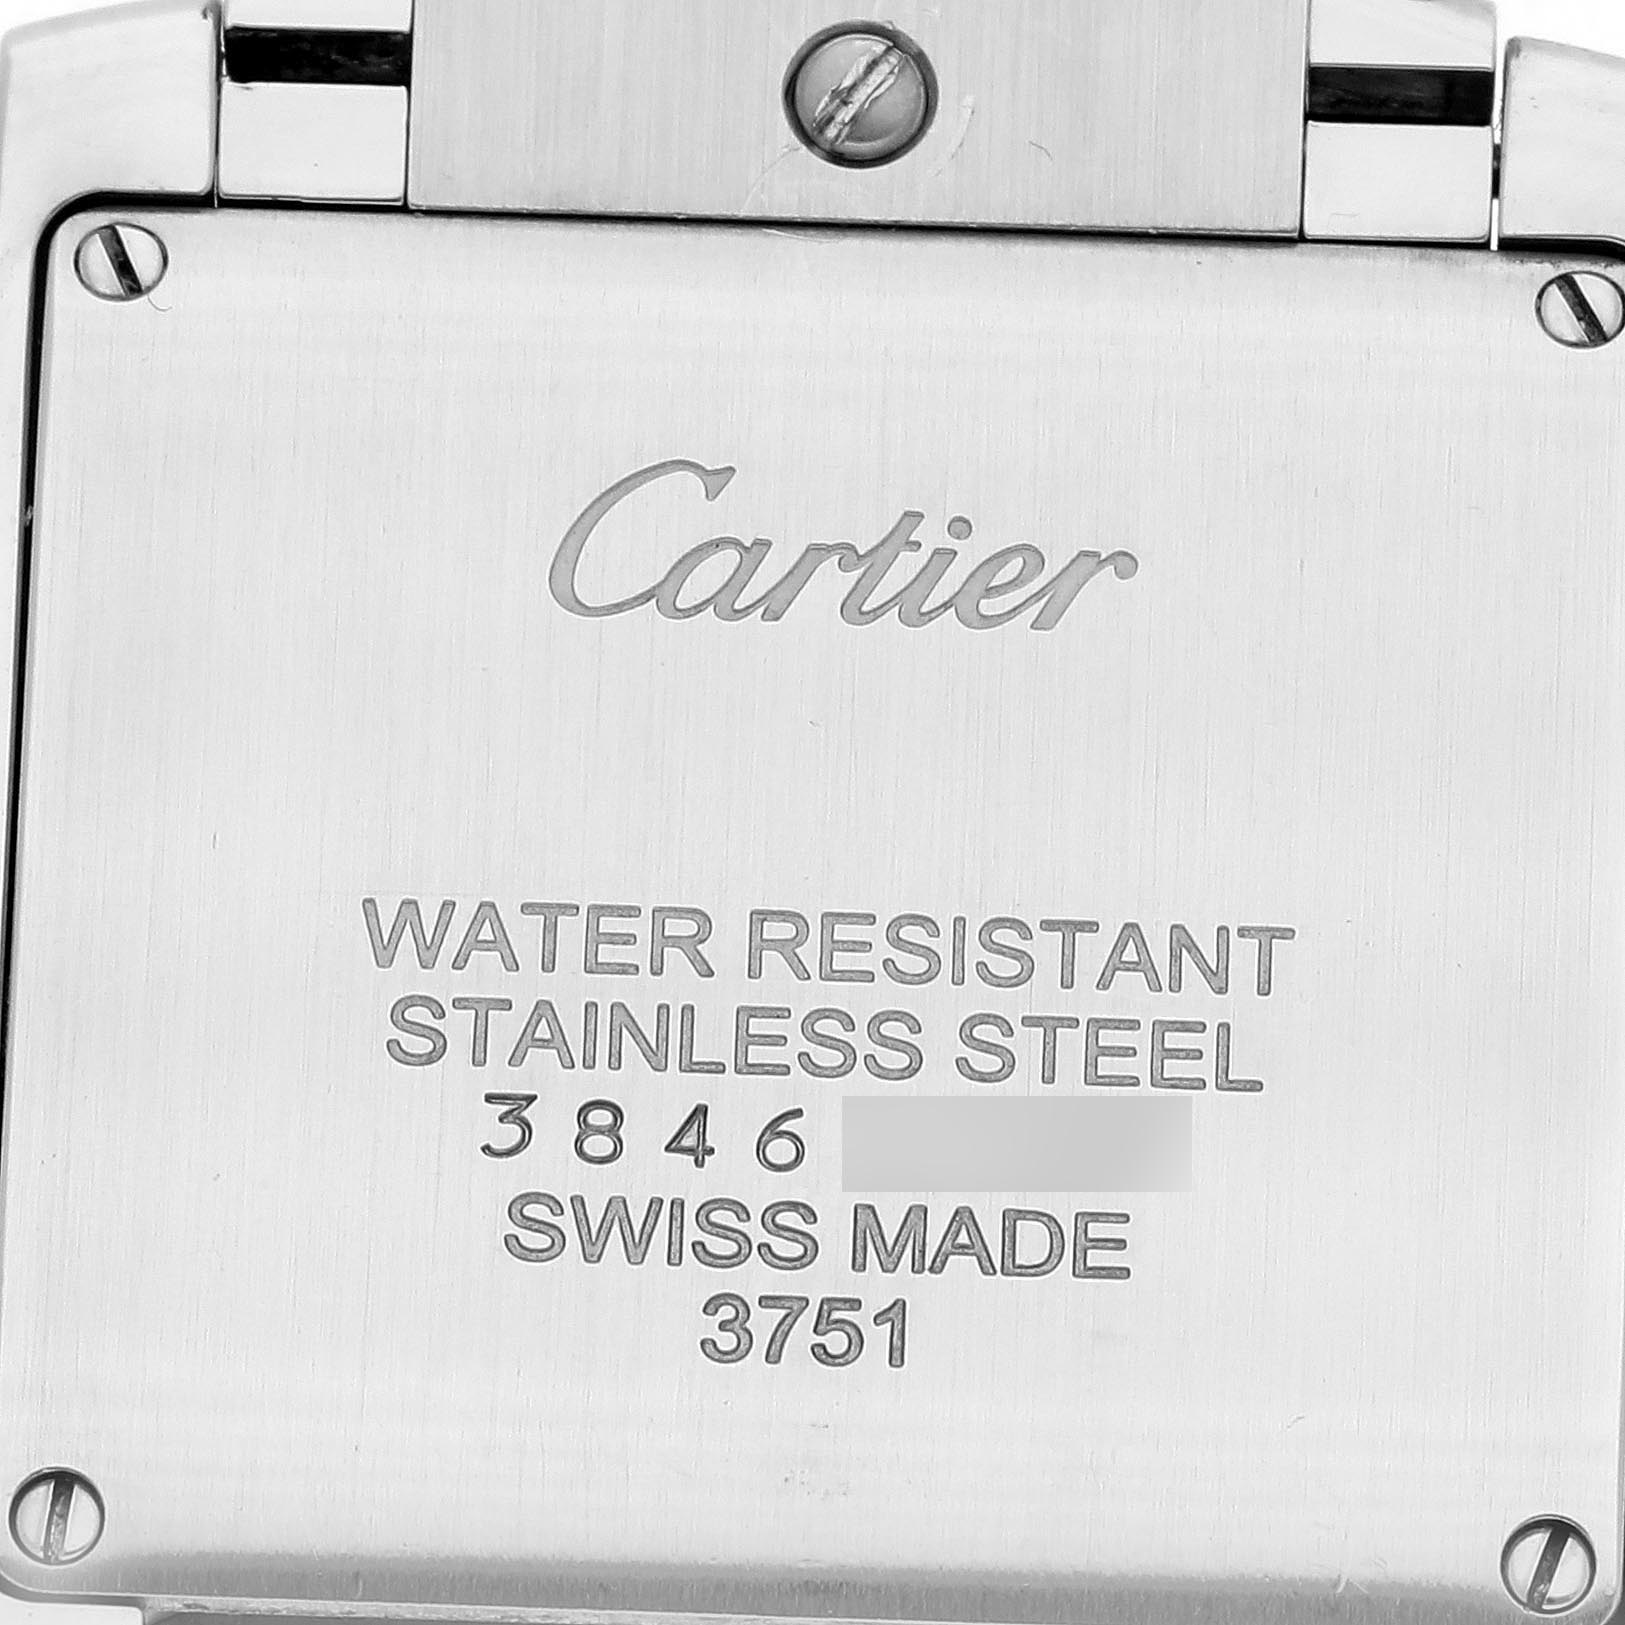 Cartier
WATER RESISTANT
STAINLESS STEEL
3846
SWISS MADE
3751